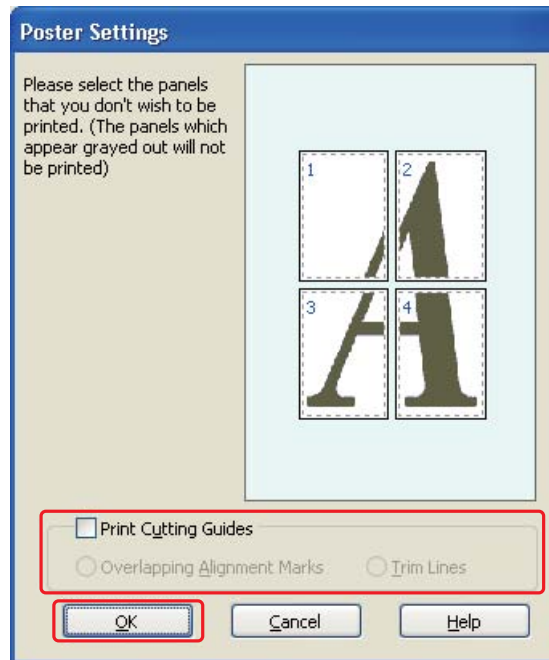 Poster Settings
Please select the panels
that you don't wish to be
printed. (The panels which
appear grayed out will not
be printed)
1
2
3
4
A
Print Cutting Guides
Overlapping Alignment Marks
Trim Lines
OK
Cancel
Help